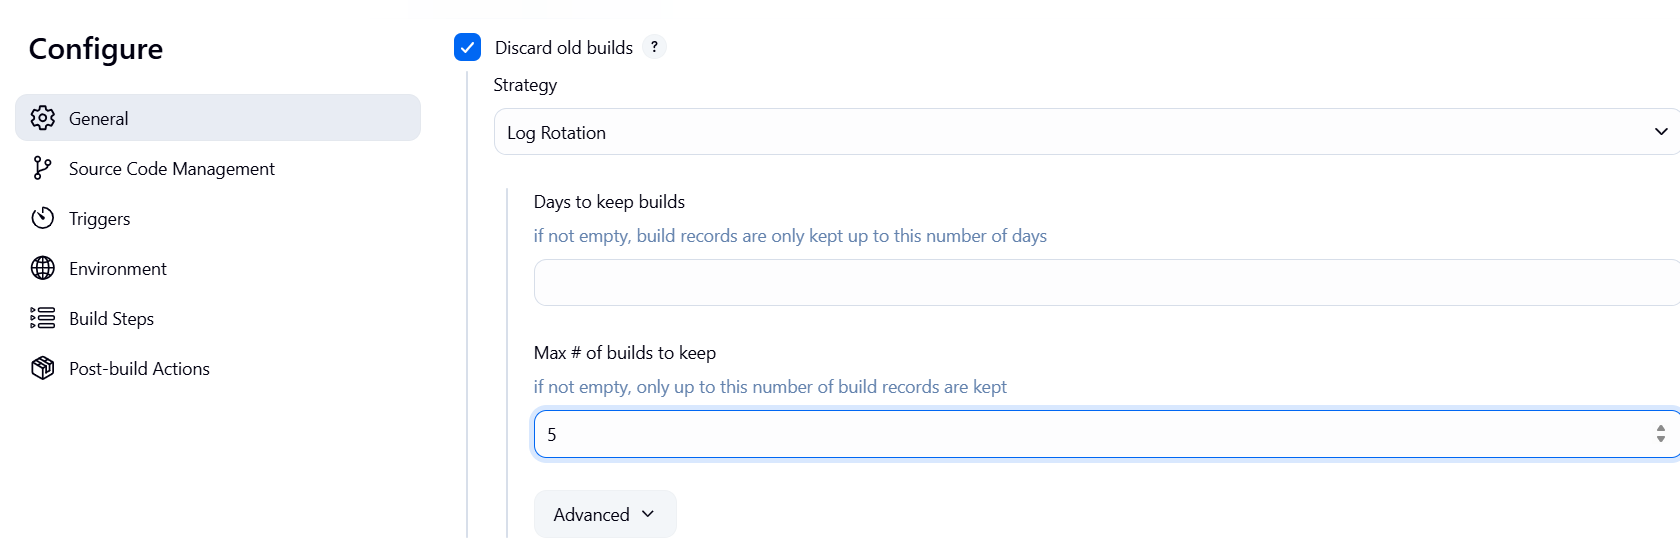 Configure
General
Source Code Management
Triggers
Environment
Build Steps
Post-build Actions
Discard old builds ?
Strategy
Log Rotation
Days to keep builds
if not empty, build records are only kept up to this number of days
Max # of builds to keep
if not empty, only up to this number of build records are kept
5
Advanced